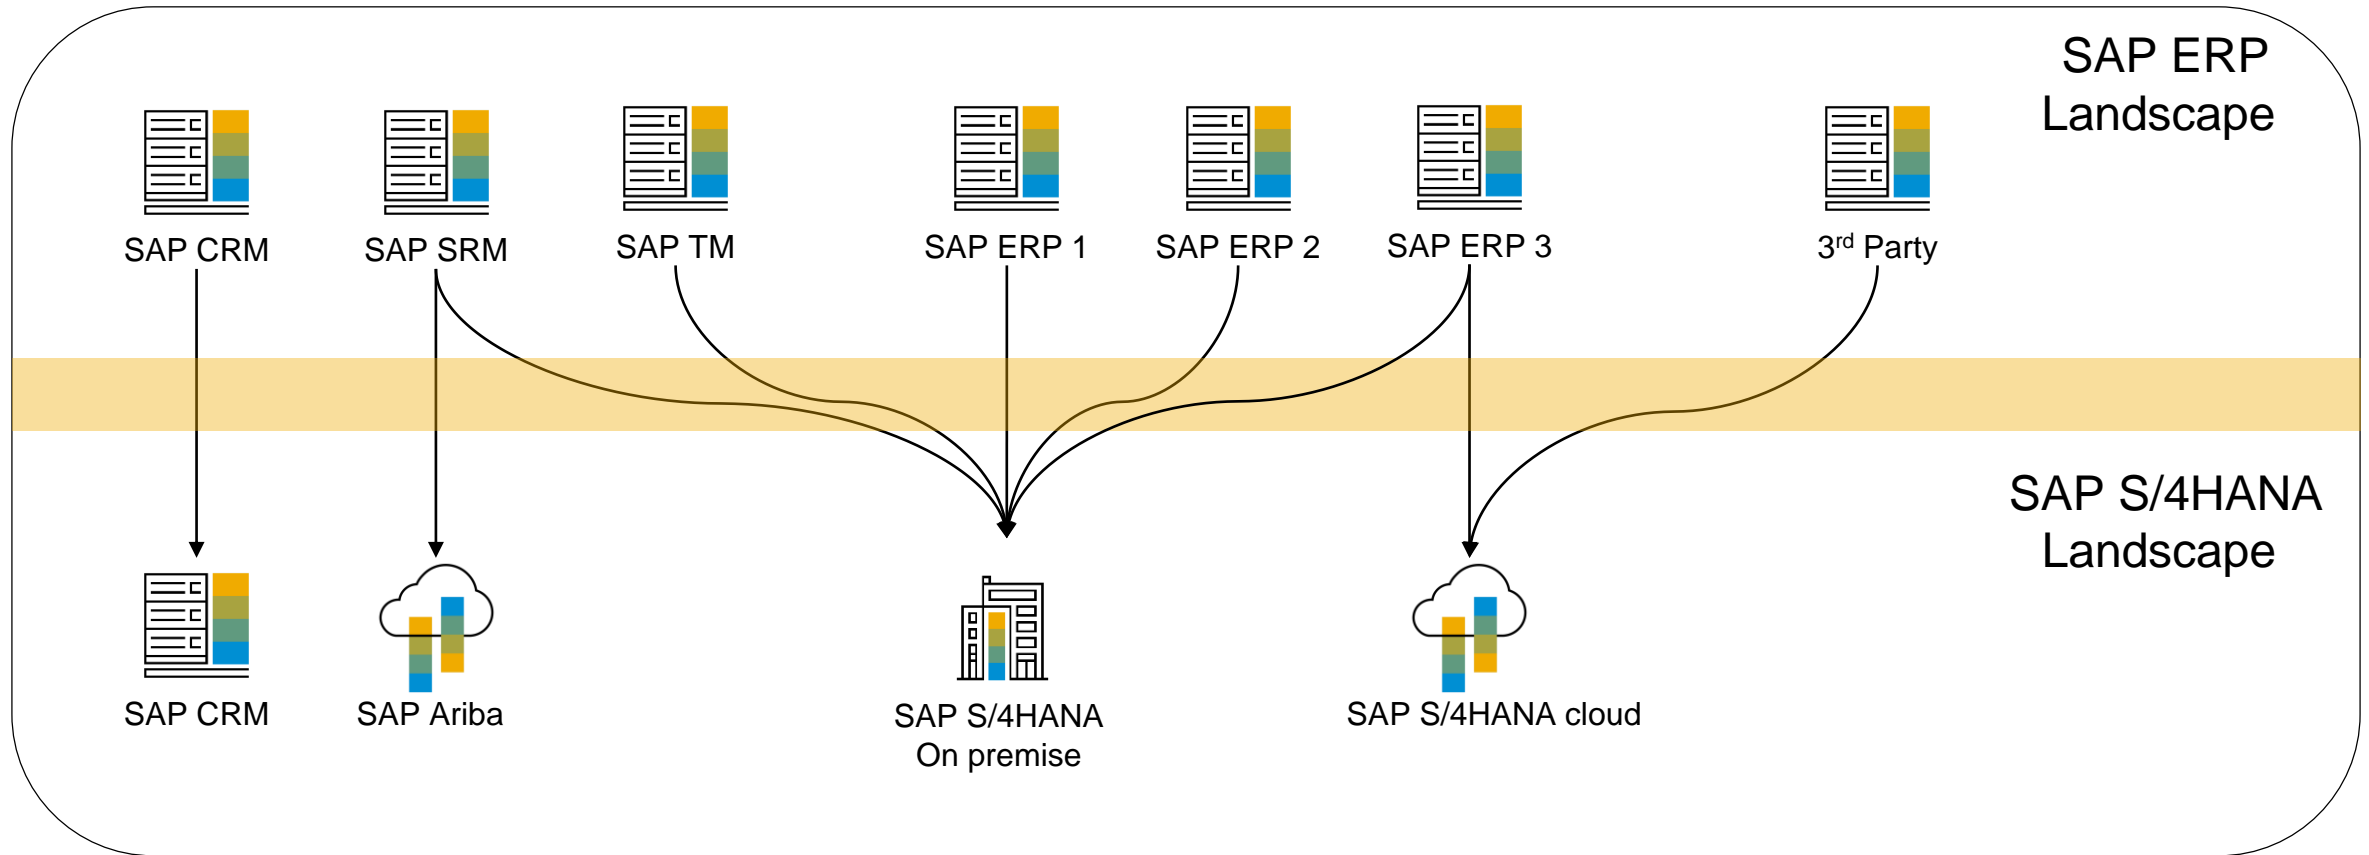 SAP ERP
Landscape
SAP CRM
SAP SRM
SAP TM
SAP ERP 1
SAP ERP 2
SAP ERP 3
3rd Party
SAP S/4HANA
Landscape
SAP CRM
SAP Ariba
SAP S/4HANA
On premise
SAP S/4HANA cloud